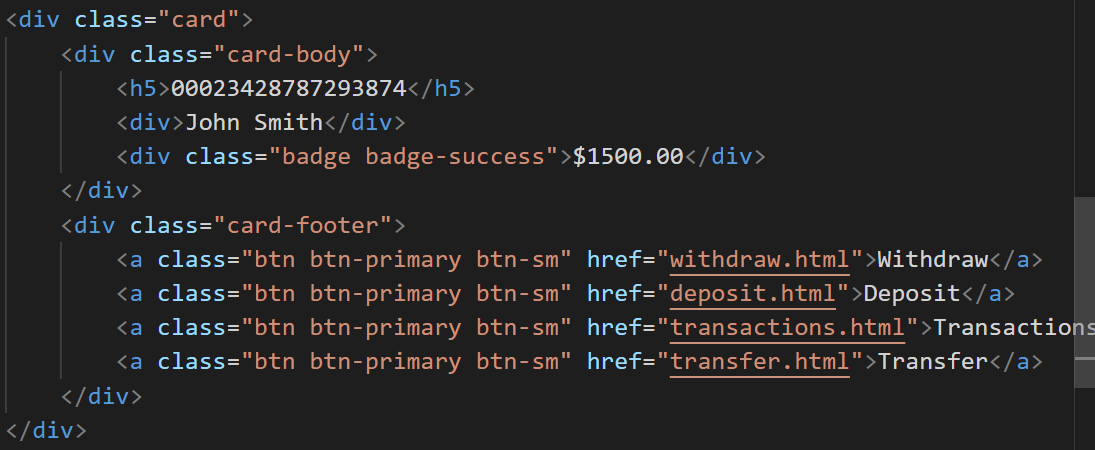 <div class="card">
<div class="card-body">
<h5>00023428787293874</h5>
<div>John Smith</div>
<div class="badge badge-success">$1500.00</div>
</div>
<div class="card-footer">
<a class="btn btn-primary btn-sm" href="withdraw.html">Withdraw</a>
<a class="btn btn-primary btn-sm" href="deposit.html">Deposit</a>
<a class="btn btn-primary btn-sm" href="transactions.html">Transactions
<a class="btn btn-primary btn-sm" href="transfer.html">Transfer</a>
</div>
</div>